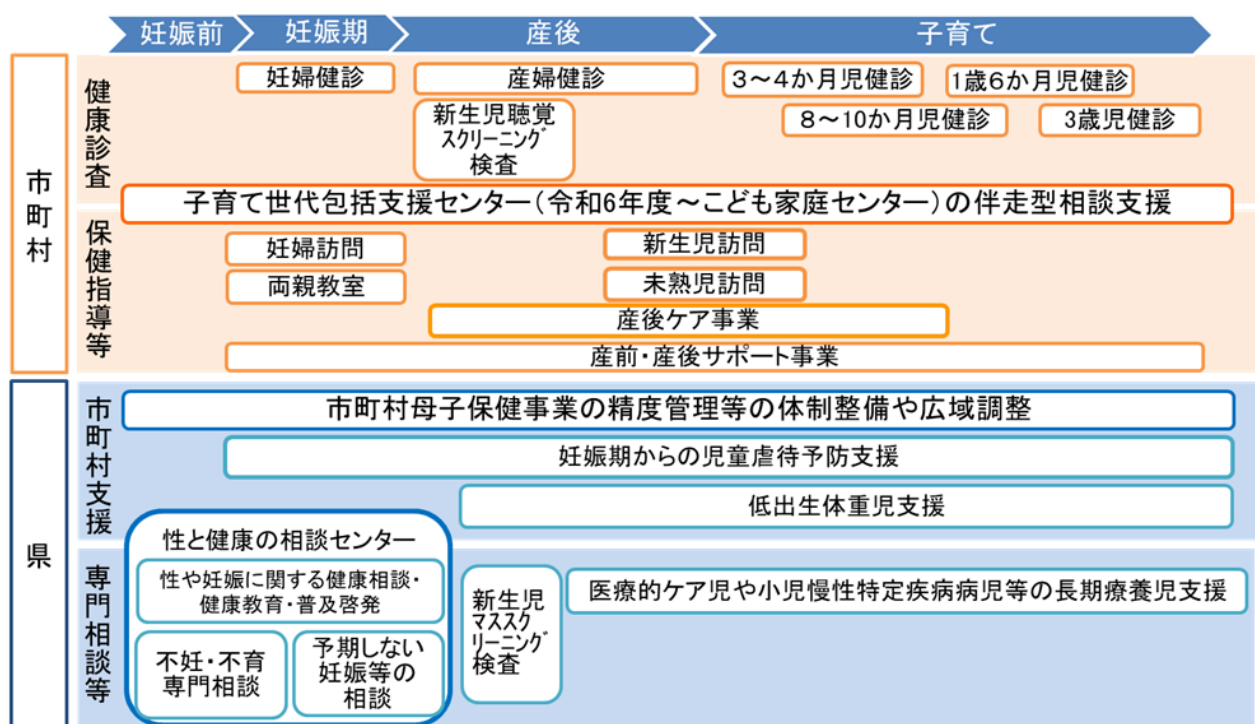 妊娠前
妊娠期
産後
子育て
市町村
健康診査
妊婦健診
産婦健診
3～4か月児健診
1歳6か月児健診
新生児聴覚
スクリーニング
検査
8～10か月児健診
3歳児健診
子育て世代包括支援センター(令和6年度～こども家庭センター)の伴走型相談支援
保健指導等
妊婦訪問
新生児訪問
両親教室
未熟児訪問
産後ケア事業
産前・産後サポート事業
県
市町村支援
市町村母子保健事業の精度管理等の体制整備や広域調整
妊娠期からの児童虐待予防支援
低出生体重児支援
専門相談等
性と健康の相談センター
性や妊娠に関する健康相談・
健康教育・普及啓発
不妊・不育
専門相談
予期しない
妊娠等の
相談
新生児
マススク
リーニング
検査
医療的ケア児や小児慢性特定疾病病児等の長期療養児支援